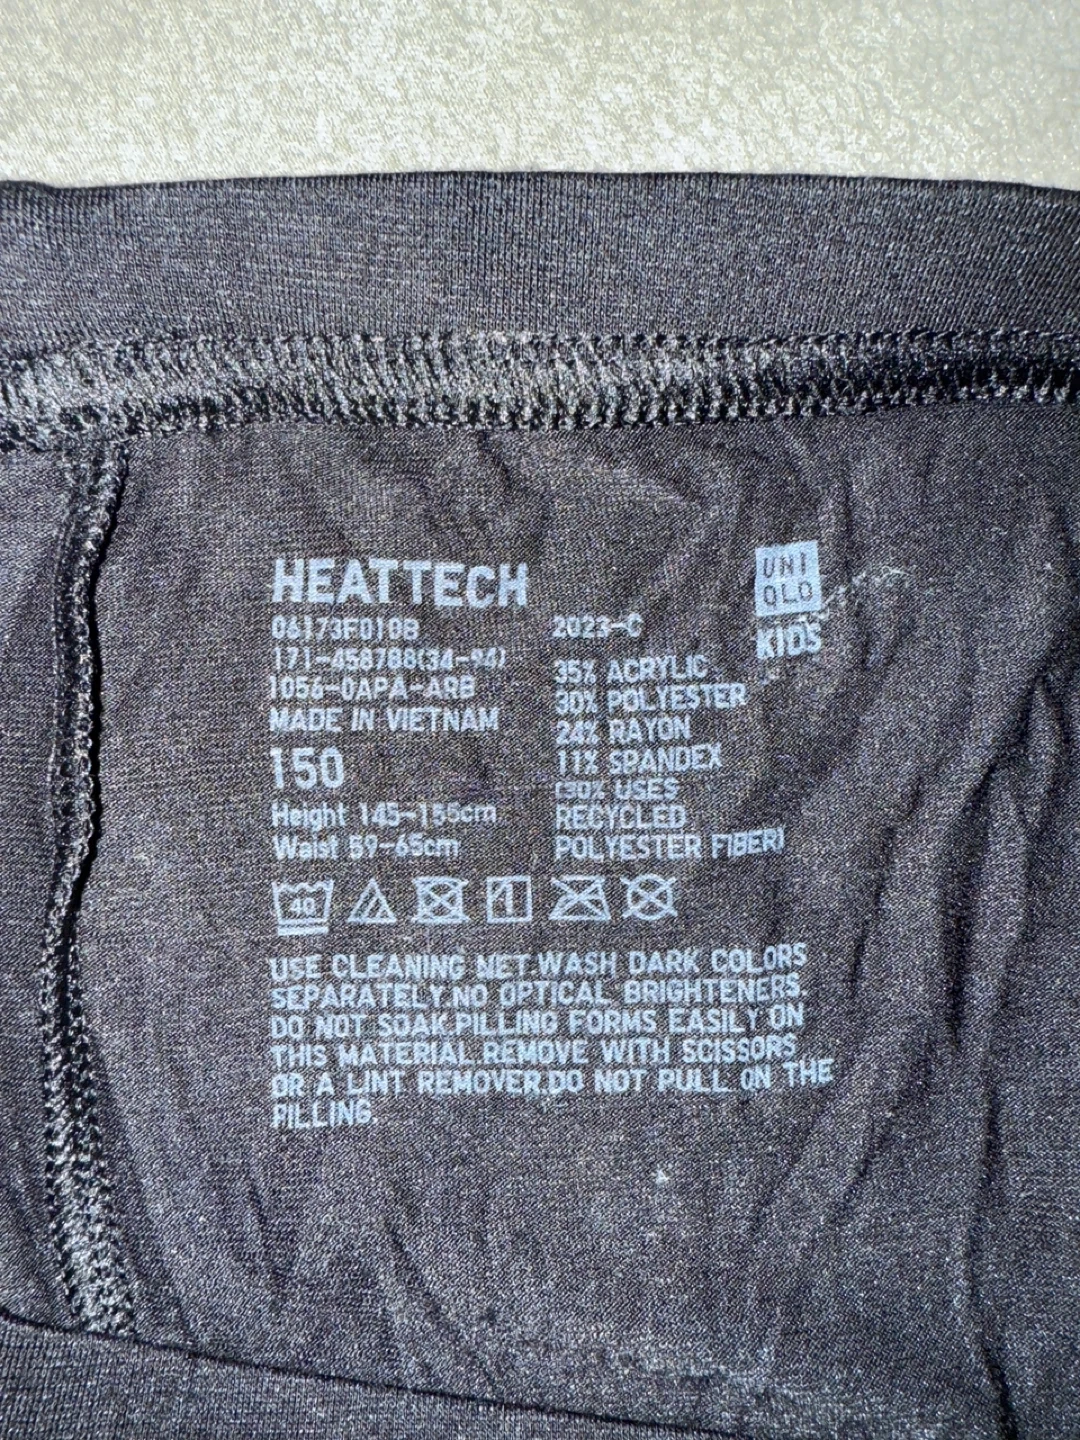 HEATTECH
06173F010B
171-458788(34-94)
1056-0APA-ARB
MADE IN VIETNAM
150
Height 145-155cm
Waist 59-65cm
2023-C
35% ACRYLIC
30% POLYESTER
24% RAYON
11% SPANDEX
(30% USES
RECYCLED
POLYESTER FIBER)
UNI
QLO
KIDS
40
USE CLEANING NET.WASH DARK COLORS
SEPARATELY.NO OPTICAL BRIGHTENERS.
DO NOT SOAK.PILLING FORMS EASILY ON
THIS MATERIAL.REMOVE WITH SCISSORS
OR A LINT REMOVER.DO NOT PULL ON THE
PILLING.